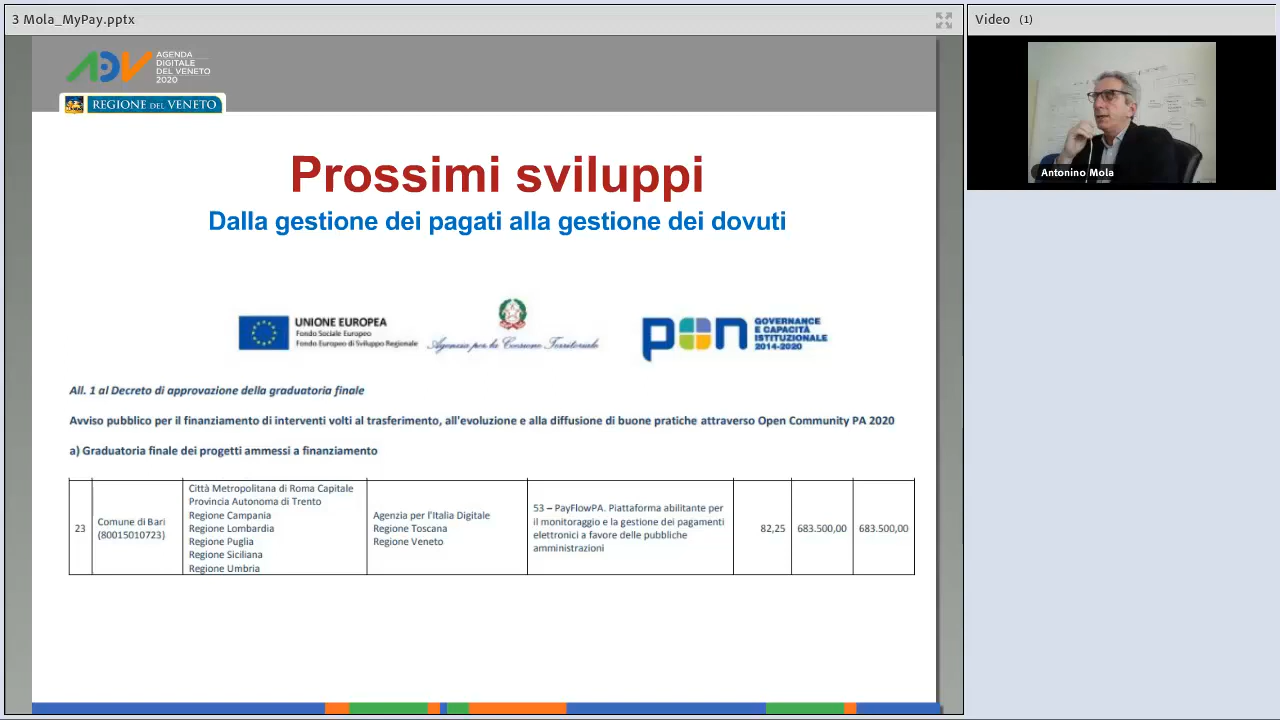 3 Mola_MyPay.pptx
Video (1)
AGENDA
DIGITALE
DEL VENETO
2020
REGIONE DEL VENETO
Antonino Mola
Prossimi sviluppi
Dalla gestione dei pagati alla gestione dei dovuti
UNIONE EUROPEA
Fondo Sociale Europeo
Fondo Europeo di Sviluppo Regionale
Agenzia per la Coesione Territoriale
pon
GOVERNANCE
E CAPACITÀ
ISTITUZIONALE
2014-2020
All. 1 al Decreto di approvazione della graduatoria finale
Avviso pubblico per il finanziamento di interventi volti al trasferimento, all'evoluzione e alla diffusione di buone pratiche attraverso Open Community PA 2020
a) Graduatoria finale dei progetti ammessi a finanziamento
23
Comune di Bari
(80015010723)
Città Metropolitana di Roma Capitale
Provincia Autonoma di Trento
Regione Campania
Regione Lombardia
Regione Puglia
Regione Siciliana
Regione Umbria
Agenzia per l'Italia Digitale
Regione Toscana
Regione Veneto
53 – PayFlowPA. Piattaforma abilitante per
il monitoraggio e la gestione dei pagamenti
elettronici a favore delle pubbliche
amministrazioni
82,25
683.500,00
683.500,00